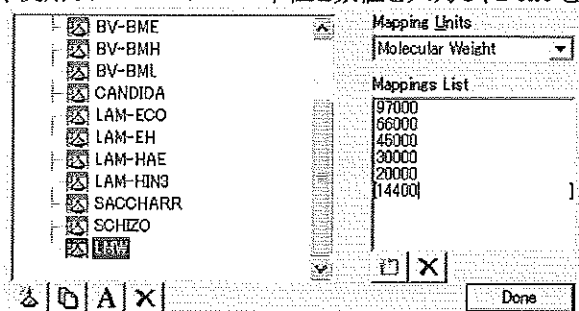 BV-BME
BV-BMH
BV-BML
CANDIDA
LAM-ECO
LAM-EH
LAM-HAE
LAM-HIN3
SACCHARR
SCHIZO
LMW
Mapping Units
Molecular Weight
Mappings List
97000
66000
45000
30000
20000
[14400 ]
A
Done